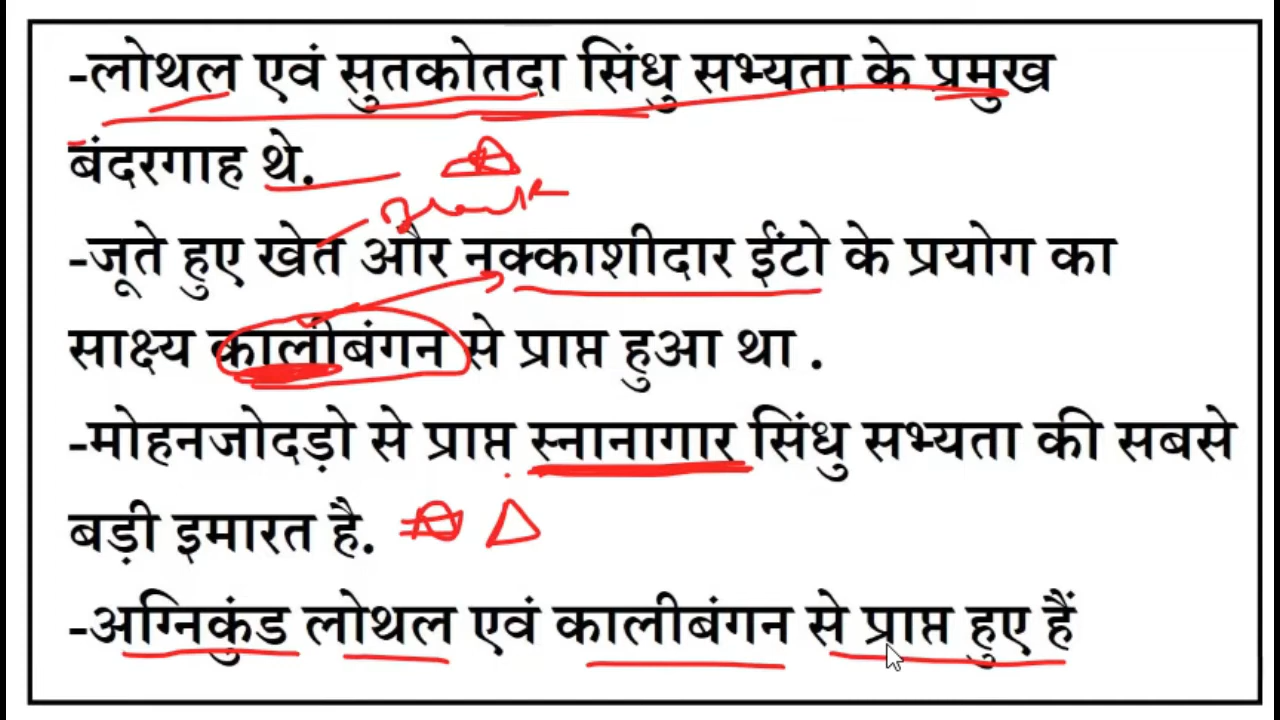 -लोथल एवं सुतकोतदा सिंधु सभ्यता के प्रमुख
बंदरगाह थे.
-जूते हुए खेत और नक्काशीदार ईंटो के प्रयोग का
साक्ष्य कालीबंगन से प्राप्त हुआ था .
-मोहनजोदड़ो से प्राप्त स्नानागार सिंधु सभ्यता की सबसे
बड़ी इमारत है.
-अग्निकुंड लोथल एवं कालीबंगन से प्राप्त हुए हैं